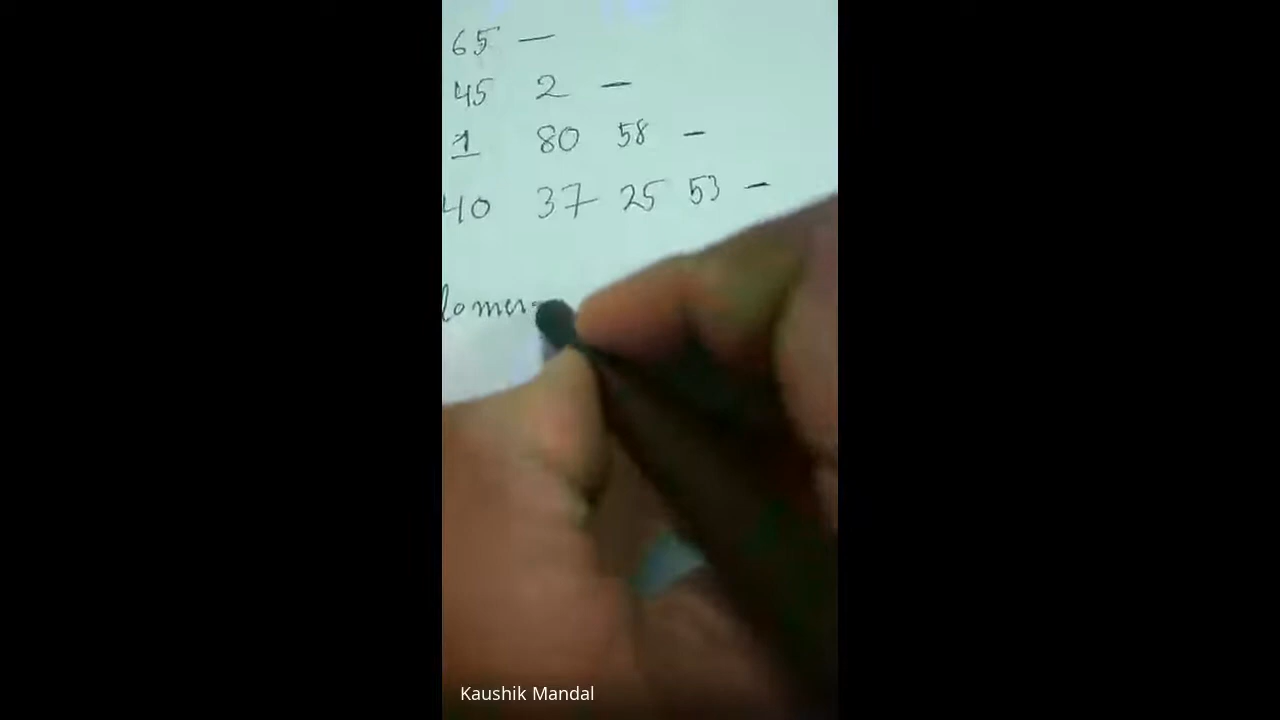 65 —
45 2 —
1 80 58 —
40 37 25 53 —
Kaushik Mandal